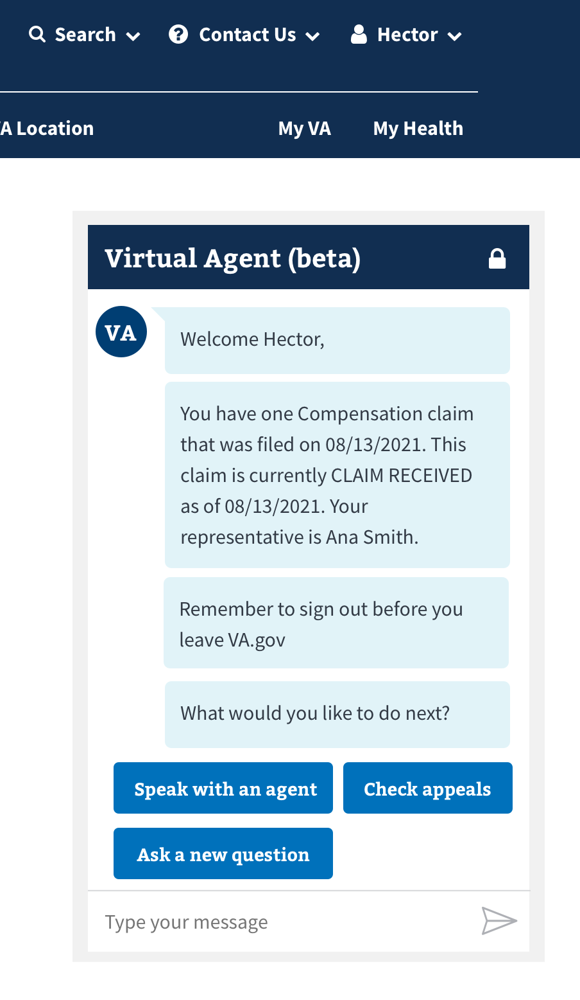 Search
Contact Us
Hector
A Location
My VA
My Health
Virtual Agent (beta)
VA
Welcome Hector,
You have one Compensation claim
that was filed on 08/13/2021. This
claim is currently CLAIM RECEIVED
as of 08/13/2021. Your
representative is Ana Smith.
Remember to sign out before you
leave VA.gov
What would you like to do next?
Speak with an agent
Check appeals
Ask a new question
Type your message